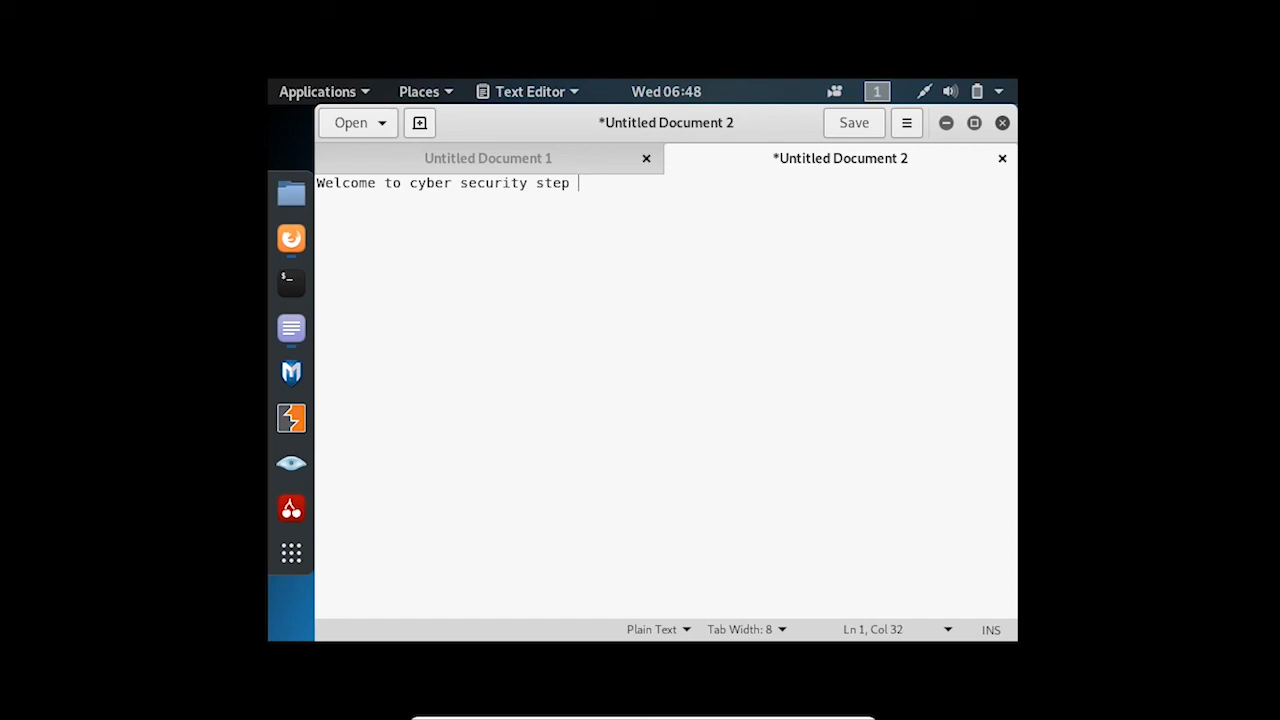 Applications Places Text Editor Wed 06:48 1
Open *Untitled Document 2 Save
Untitled Document 1 *Untitled Document 2
Welcome to cyber security step
$_
Plain Text Tab Width: 8 Ln 1, Col 32 INS